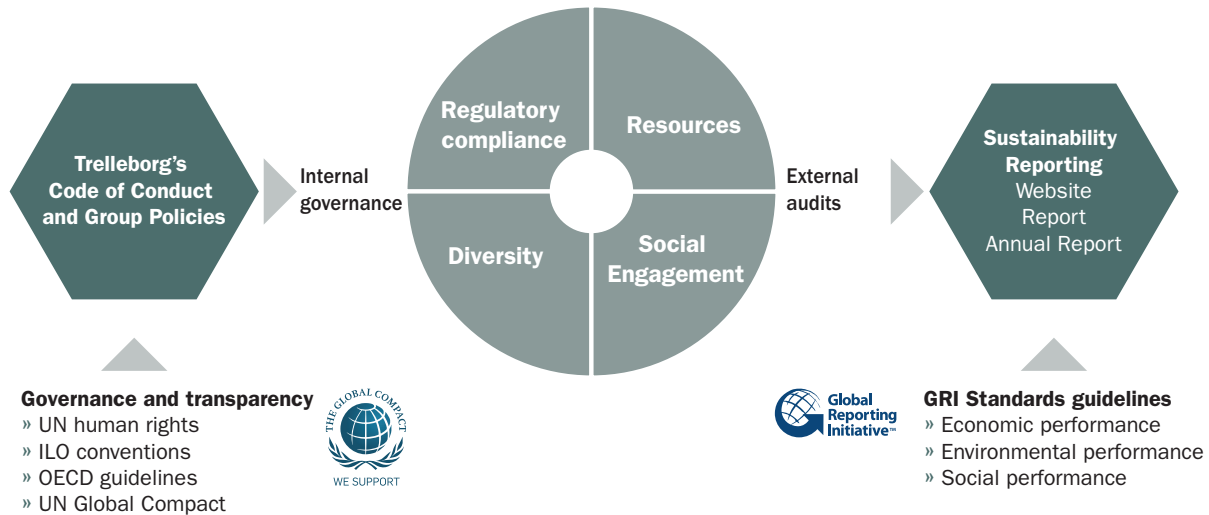 Trelleborg's
Code of Conduct
and Group Policies
Internal
governance
Regulatory
compliance
Resources
Diversity
Social
Engagement
External
audits
Sustainability
Reporting
Website
Report
Annual Report
Governance and transparency
» UN human rights
» ILO conventions
» OECD guidelines
» UN Global Compact
THE GLOBAL COMPACT
WE SUPPORT
Global
Reporting
Initiative™
GRI Standards guidelines
» Economic performance
» Environmental performance
» Social performance